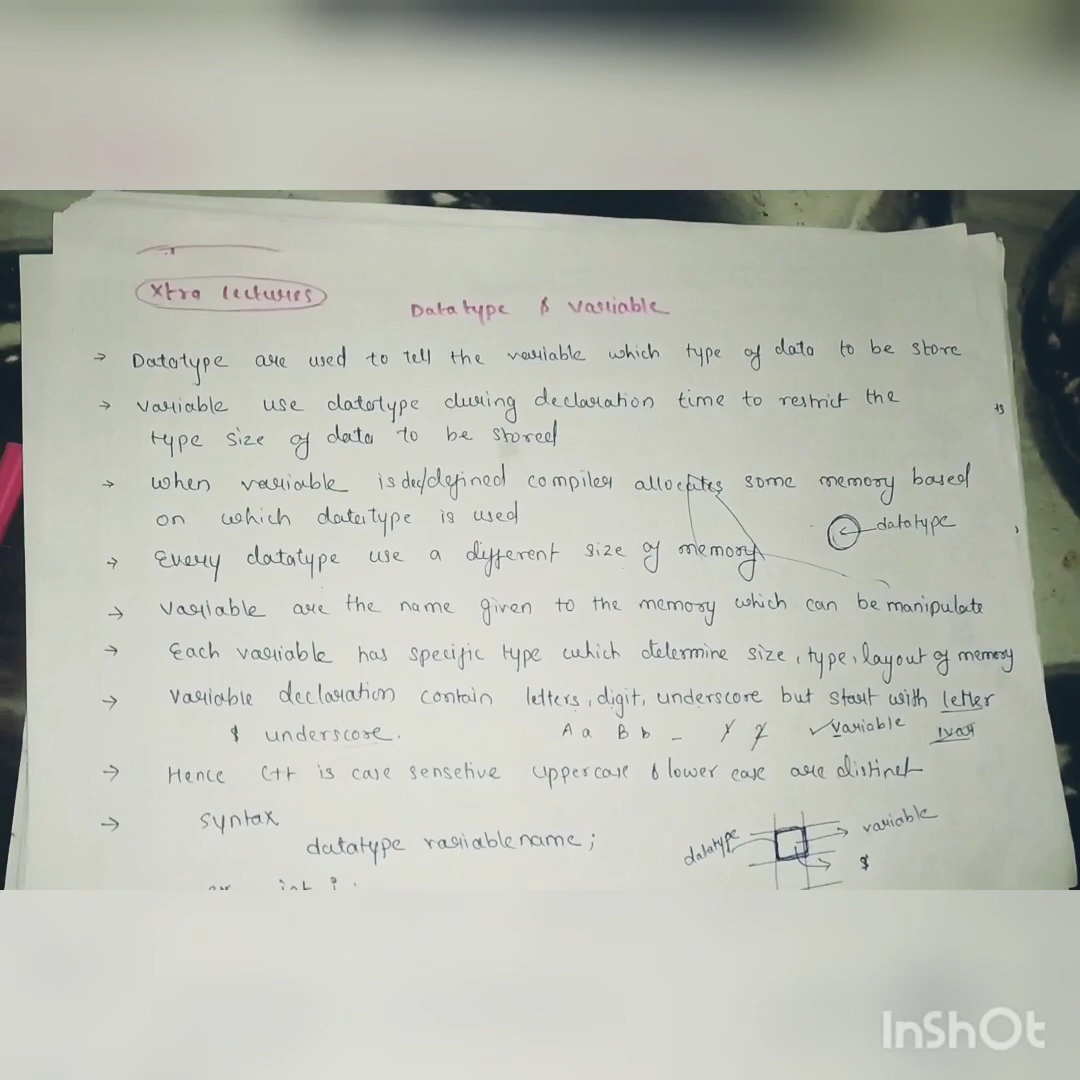 Xtra lectures
Datatype & Variable
→ Datatype are used to tell the variable which type of data to be store
→ variable use datatype during declaration time to restrict the
type size of data to be stored
→ when variable is dec/defined compiler allocates some memory based
on which datatype is used
datatype
→ Every datatype use a different size of memory
→ Variable are the name given to the memory which can be manipulate
→ Each variable has specific type which determine size, type, layout of memory
→ Variable declaration contain letters, digit, underscore but start with letter
& underscore. A a B b _ ✓variable 1var
→ Hence C++ is case sensetive uppercase & lower case are distinct
→ syntax
datatype variablename;
datatype
variable
InShOt